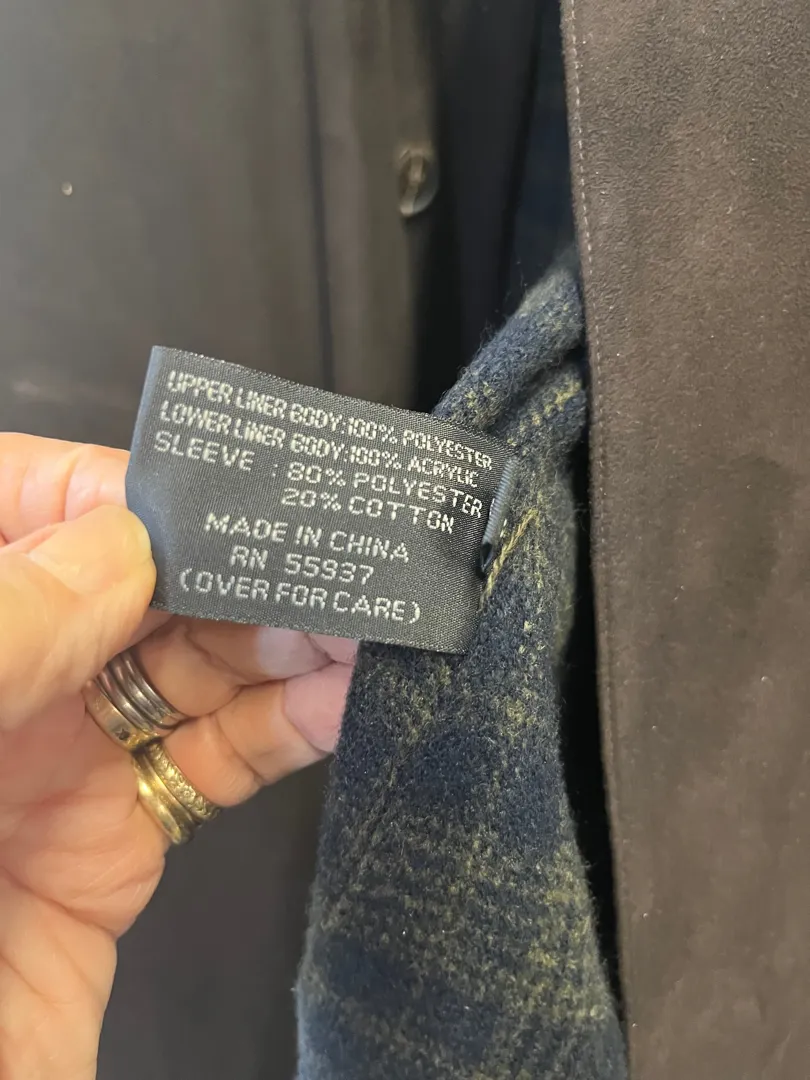 UPPER LINER BODY:100% POLYESTER
LOWER LINER BODY:100% ACRYLIC
SLEEVE : 80% POLYESTER
20% COTTON
MADE IN CHINA
RN 55937
(OVER FOR CARE)